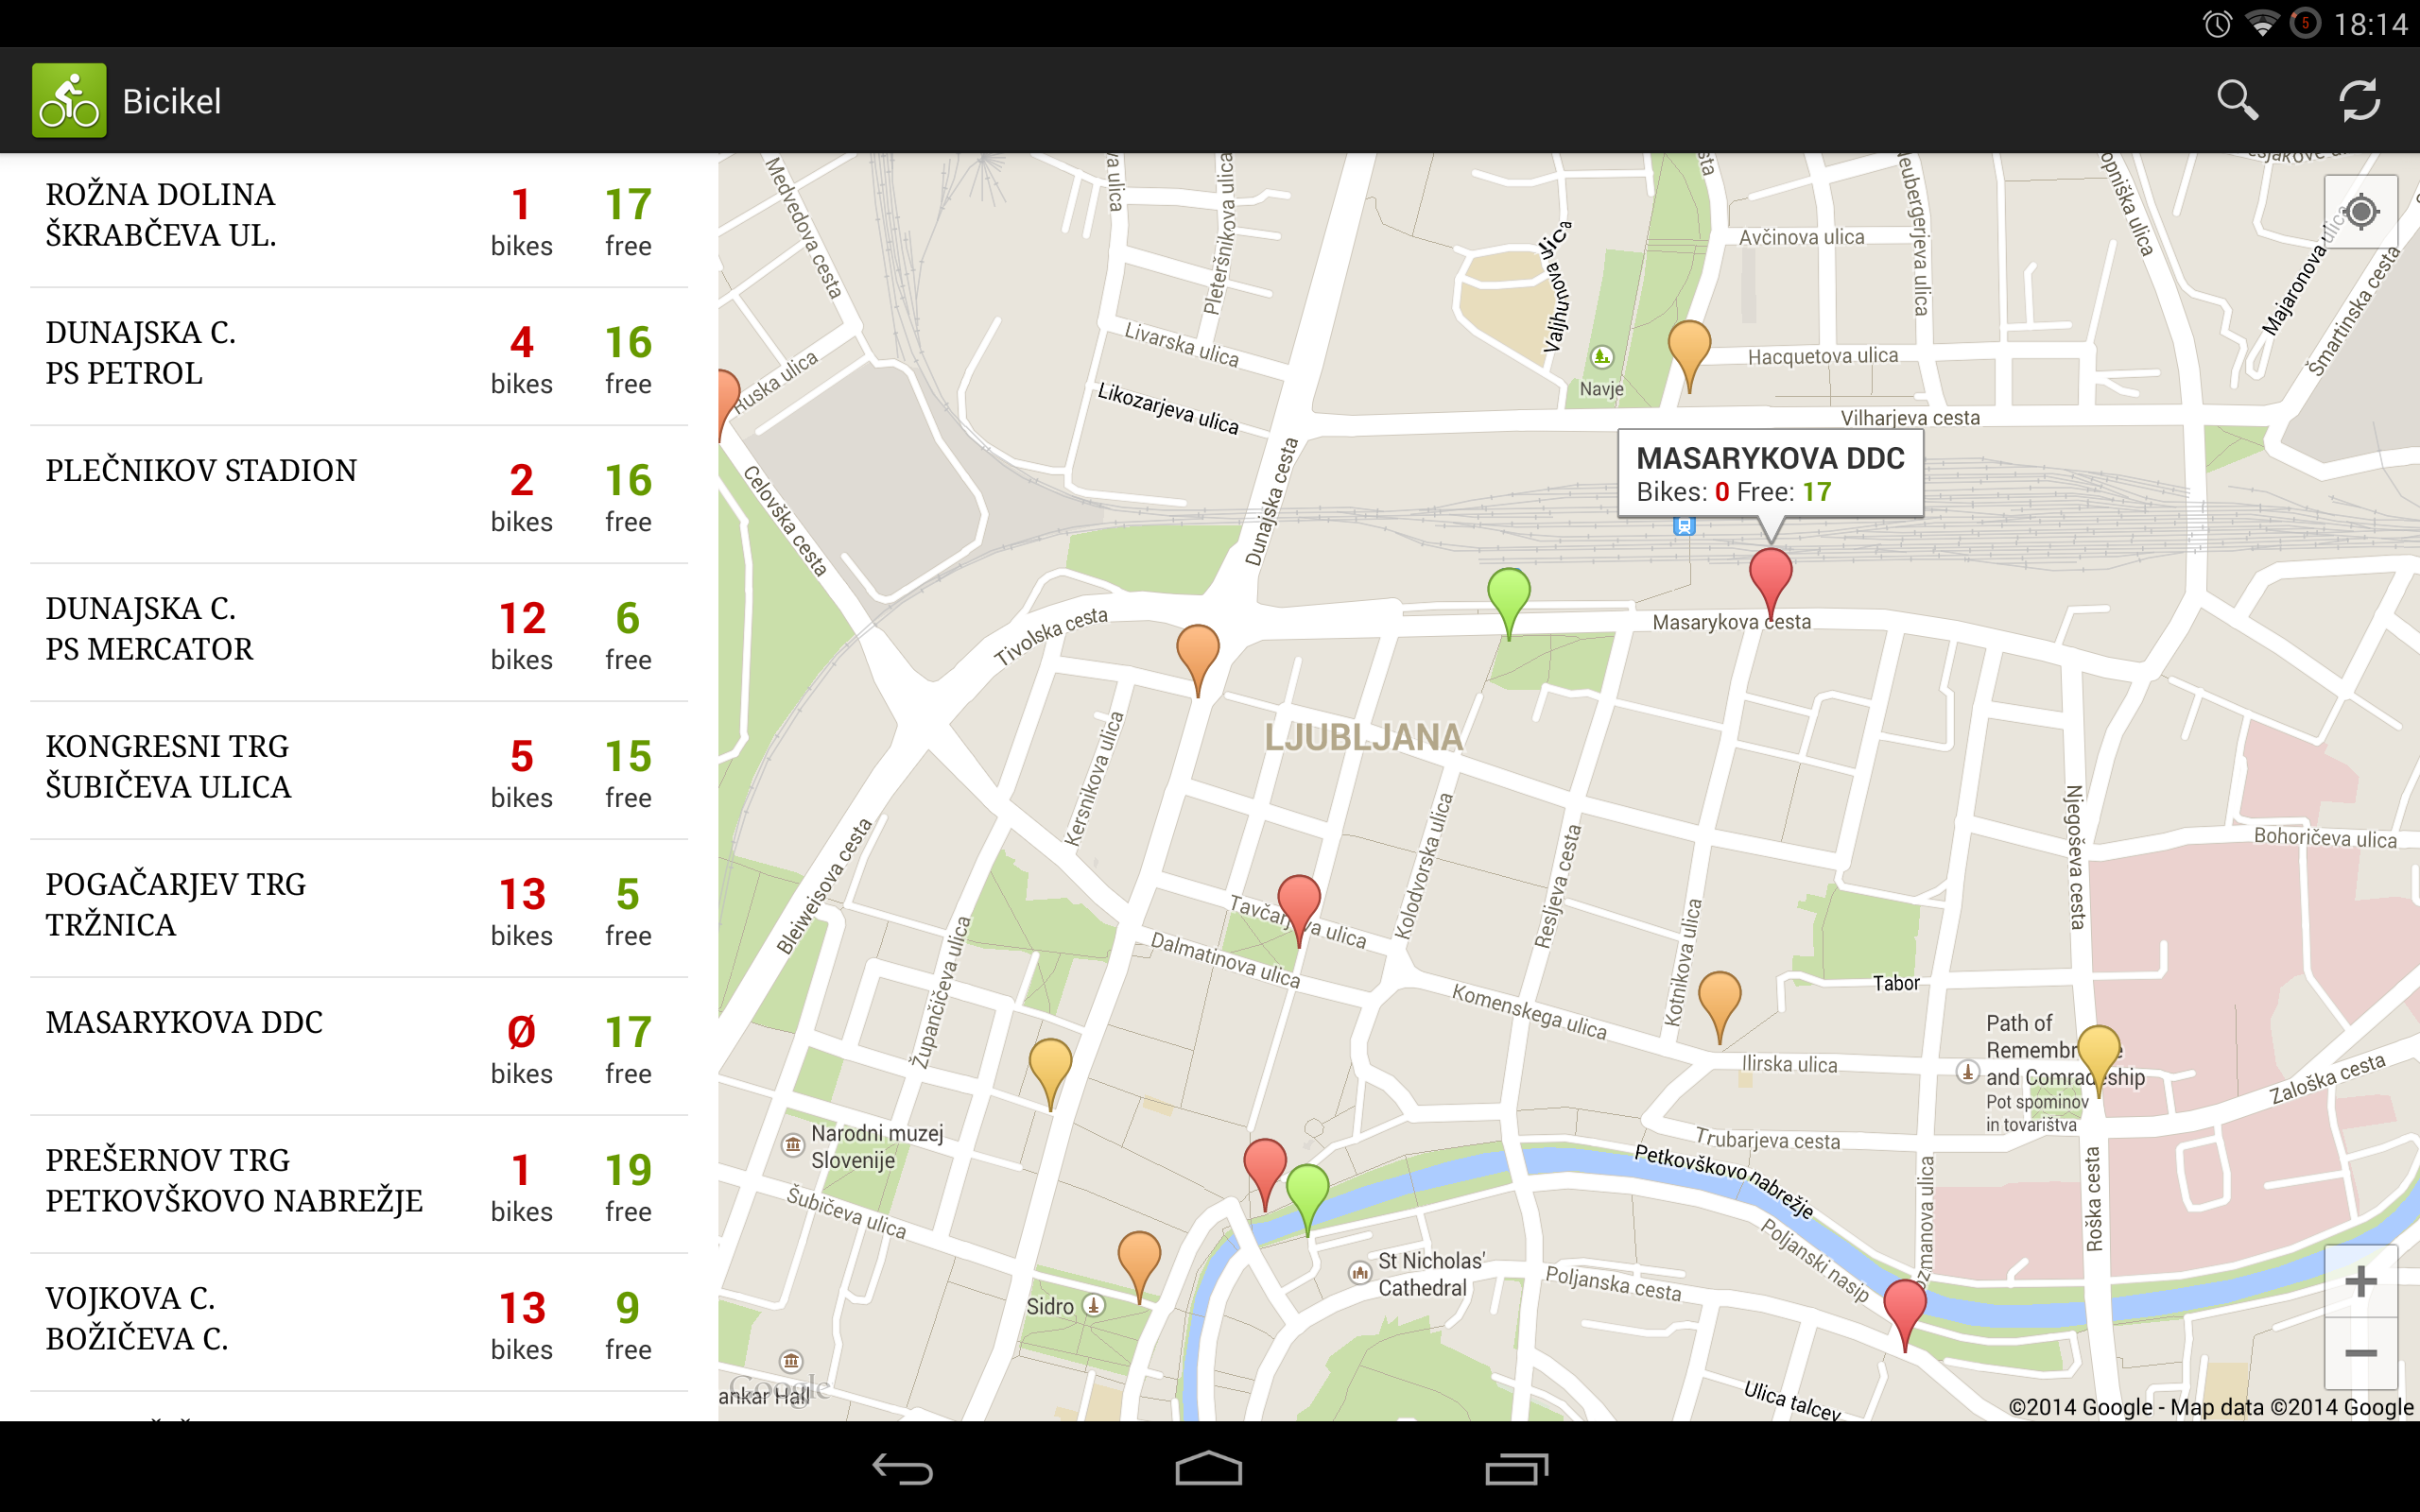 5 18:14
Bicikel
ROŽNA DOLINA
ŠKRABČEVA UL.
1 17
bikes free
DUNAJSKA C.
PS PETROL
4 16
bikes free
PLEČNIKOV STADION
2 16
bikes free
DUNAJSKA C.
PS MERCATOR
12 6
bikes free
KONGRESNI TRG
ŠUBIČEVA ULICA
5 15
bikes free
POGAČARJEV TRG
TRŽNICA
13 5
bikes free
MASARYKOVA DDC
Ø 17
bikes free
PREŠERNOV TRG
PETKOVŠKOVO NABREŽJE
1 19
bikes free
VOJKOVA C.
BOŽIČEVA C.
13 9
bikes free
Medvedova cesta
Pleteršnikova ulica
Avčinova ulica
Neubergerjeva ulica
Majaronova ulica
Šmartinska cesta
Valjhunova ulica
Livarska ulica
Hacquetova ulica
Navje
Ruska ulica
Likozarjeva ulica
Vilharjeva cesta
MASARYKOVA DDC
Bikes: 0 Free: 17
Celovška cesta
Dunajska cesta
Tivolska cesta
Masarykova cesta
LJUBLJANA
Kersnikova ulica
Kolodvorska ulica
Resljeva cesta
Njegoševa cesta
Bohoričeva ulica
Bleiweisova cesta
Tavčarjeva ulica
Župančičeva ulica
Dalmatinova ulica
Kotnikova ulica
Komenskega ulica
Tabor
Ilirska ulica
Path of
Remembrance
and Comradeship
Pot spominov
in tovarištva
Zaloška cesta
Narodni muzej
Slovenije
Trubarjeva cesta
Petkovškovo nabrežje
Šubičeva ulica
Poljanski nasip
Roška cesta
St Nicholas'
Cathedral
Poljanska cesta
Sidro
Google
ankar Hall
Ulica talcev
©2014 Google - Map data ©2014 Google